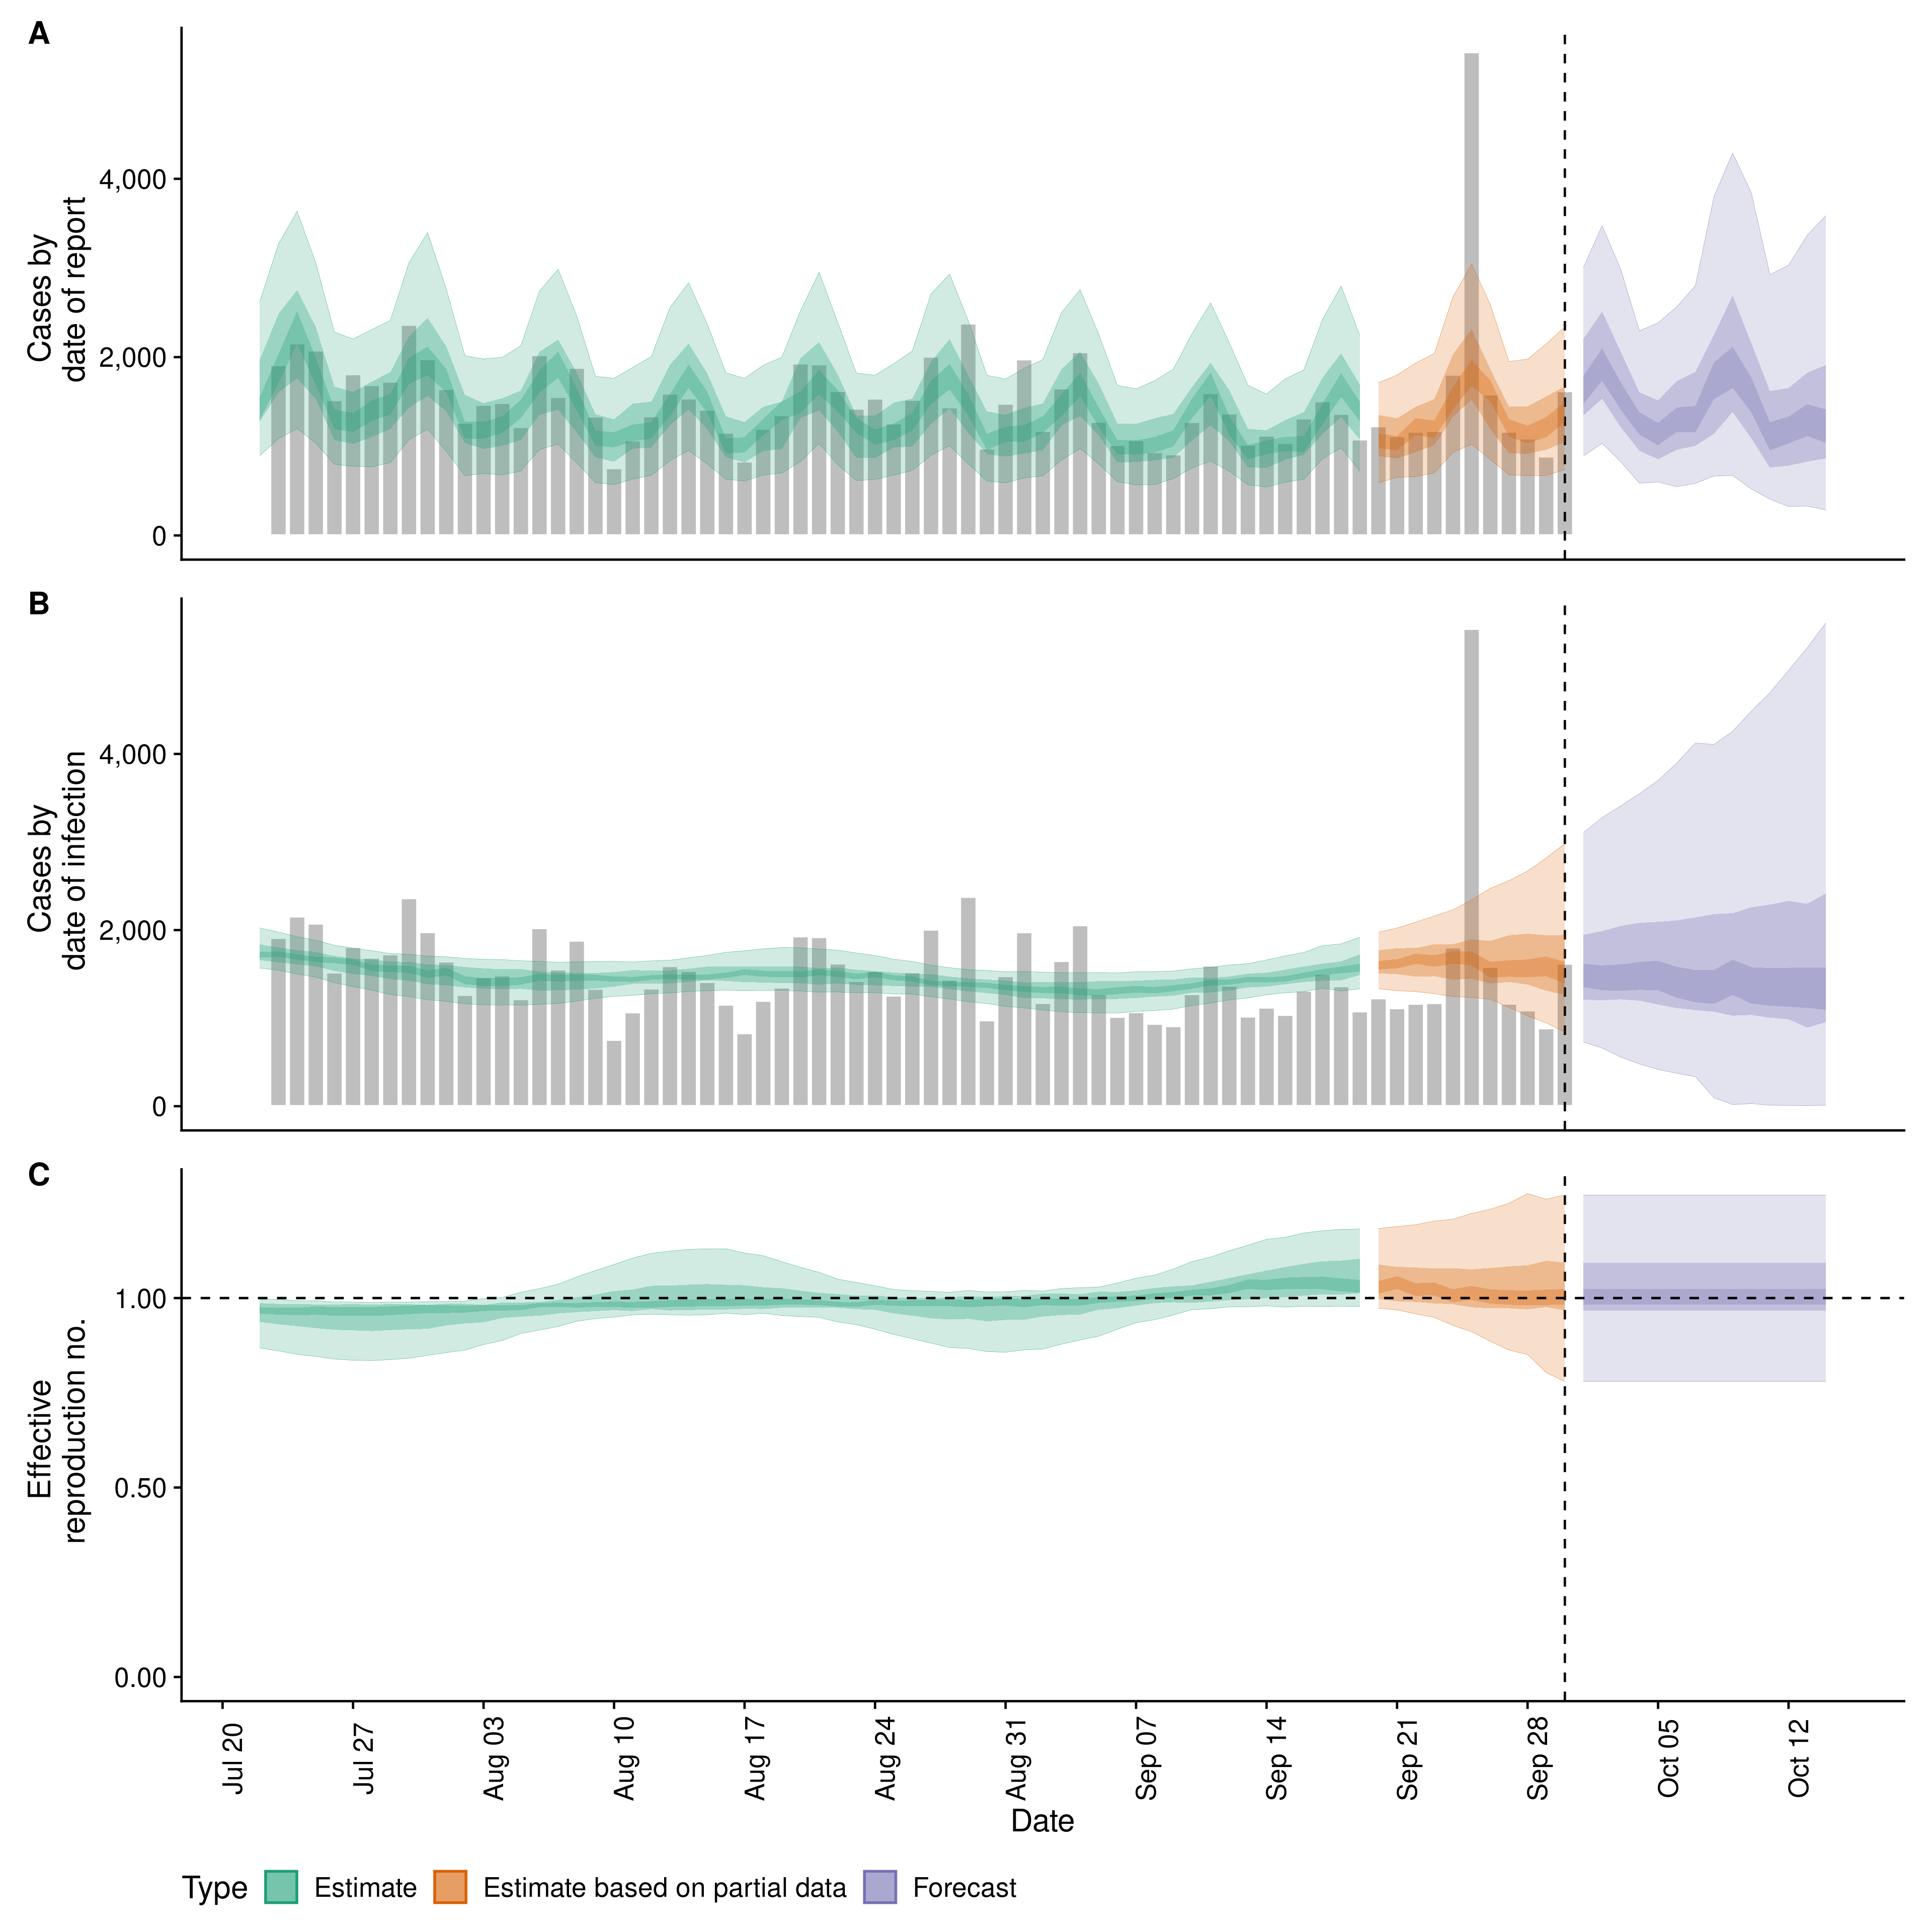 A
Cases by
date of report
4,000
2,000
0
B
Cases by
date of infection
4,000
2,000
0
C
Effective
reproduction no.
1.00
0.50
0.00
Jul 20
Jul 27
Aug 03
Aug 10
Aug 17
Aug 24
Aug 31
Sep 07
Sep 14
Sep 21
Sep 28
Oct 05
Oct 12
Date
Type Estimate Estimate based on partial data Forecast